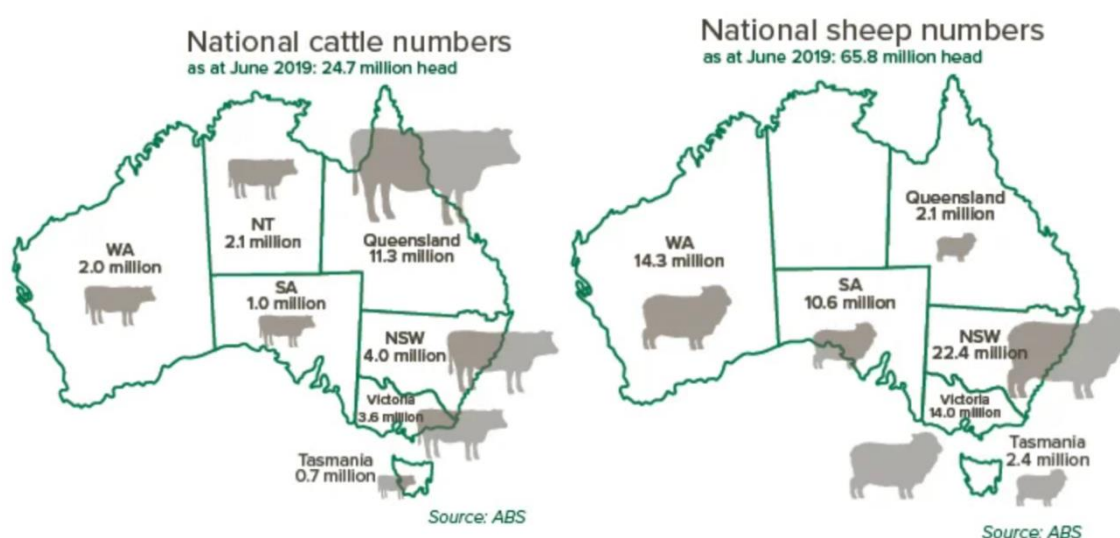 National cattle numbers
as at June 2019: 24.7 million head
NT
2.1 million
WA
2.0 million
Queensland
11.3 million
SA
1.0 million
NSW
4.0 million
Victoria
3.6 million
Tasmania
0.7 million
Source: ABS
National sheep numbers
as at June 2019: 65.8 million head
Queensland
2.1 million
WA
14.3 million
SA
10.6 million
NSW
22.4 million
Victoria
14.0 million
Tasmania
2.4 million
Source: ABS